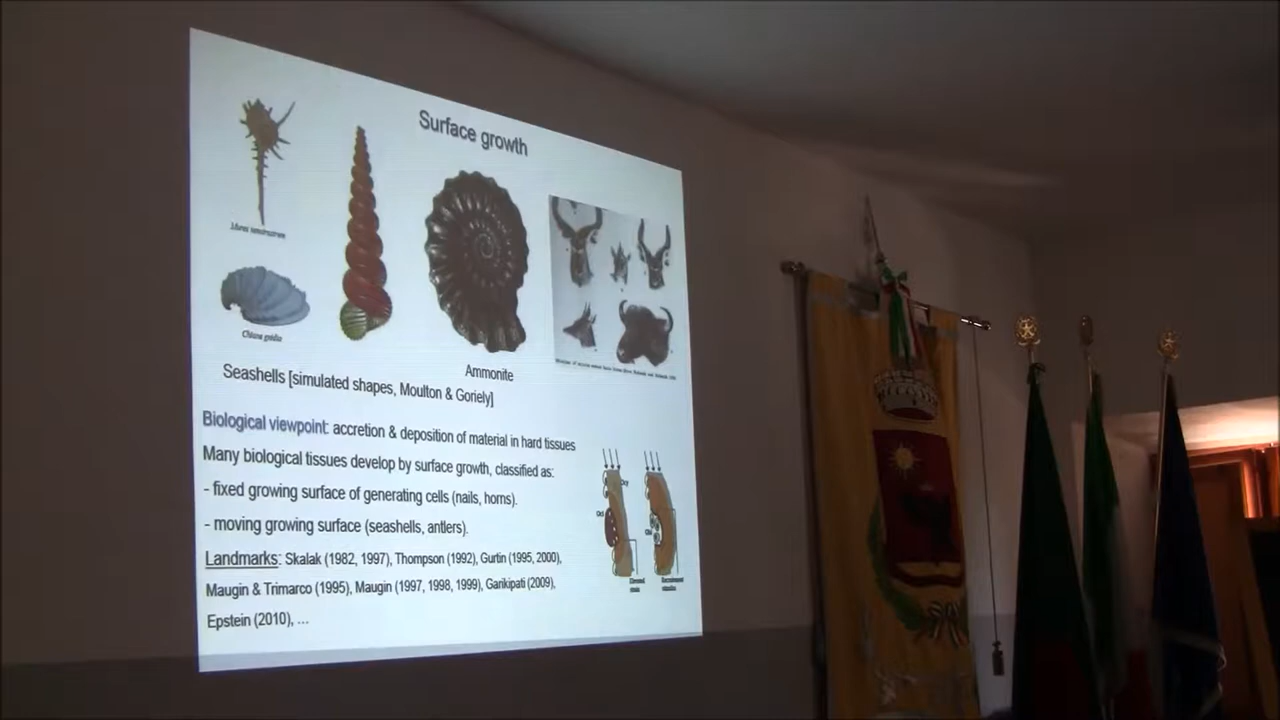 Surface growth
Ammonite
Seashells [simulated shapes, Moulton & Goriely]
Biological viewpoint: accretion & deposition of material in hard tissues
Many biological tissues develop by surface growth, classified as:
- fixed growing surface of generating cells (nails, horns).
- moving growing surface (seashells, antlers).
Landmarks: Skalak (1982, 1997), Thompson (1992), Gurtin (1995, 2000),
Maugin & Trimarco (1995), Maugin (1997, 1998, 1999), Garikipati (2009),
Epstein (2010), ...